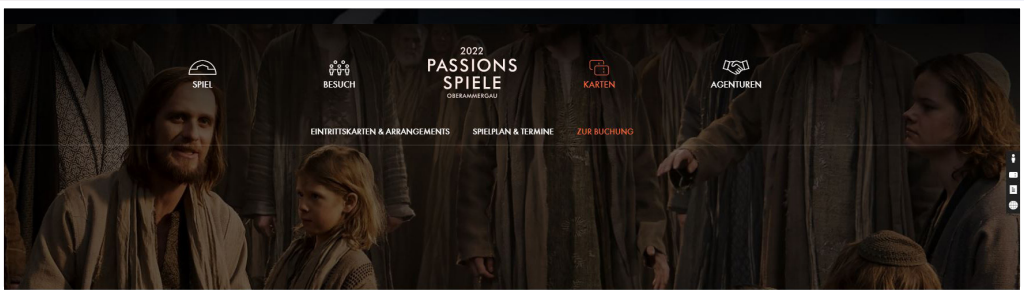 2022
PASSIONS
SPIELE
OBERAMMERGAU
SPIEL
BESUCH
KARTEN
AGENTUREN
EINTRITTSKARTEN & ARRANGEMENTS
SPIELPLAN & TERMINE
ZUR BUCHUNG